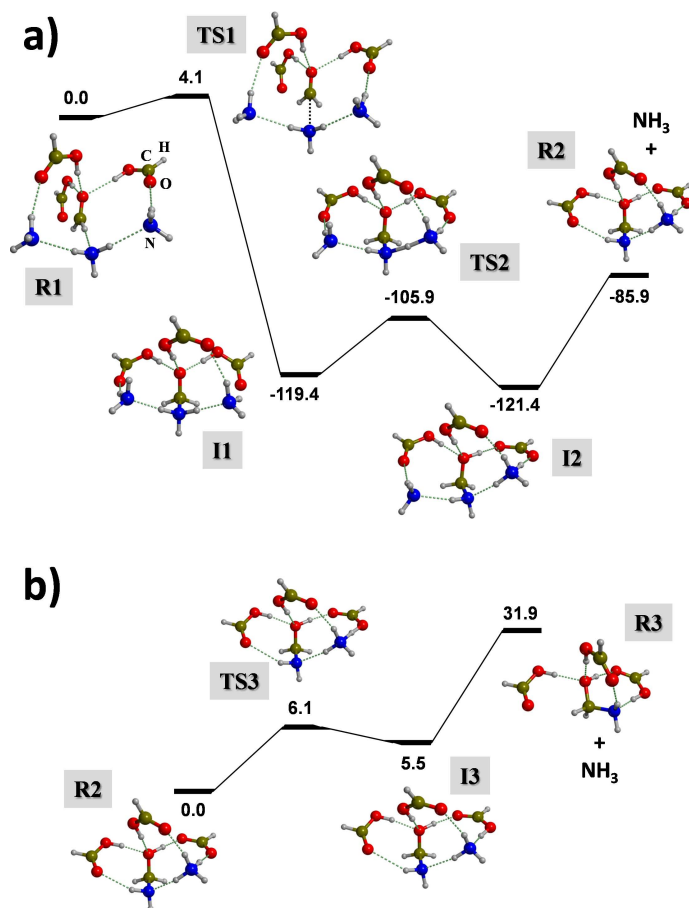 a)
TS1
0.0
4.1
C
H
O
N
R1
NH3
+
R2
TS2
-105.9
-85.9
-119.4
-121.4
I1
I2
b)
31.9
R3
TS3
6.1
+
NH3
5.5
R2
0.0
I3